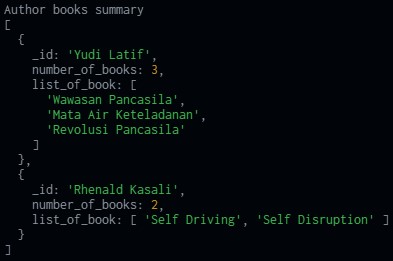 Author books summary
[
  {
    _id: 'Yudi Latif',
    number_of_books: 3,
    list_of_book: [
      'Wawasan Pancasila',
      'Mata Air Keteladanan',
      'Revolusi Pancasila'
    ]
  },
  {
    _id: 'Rhenald Kasali',
    number_of_books: 2,
    list_of_book: [ 'Self Driving', 'Self Disruption' ]
  }
]